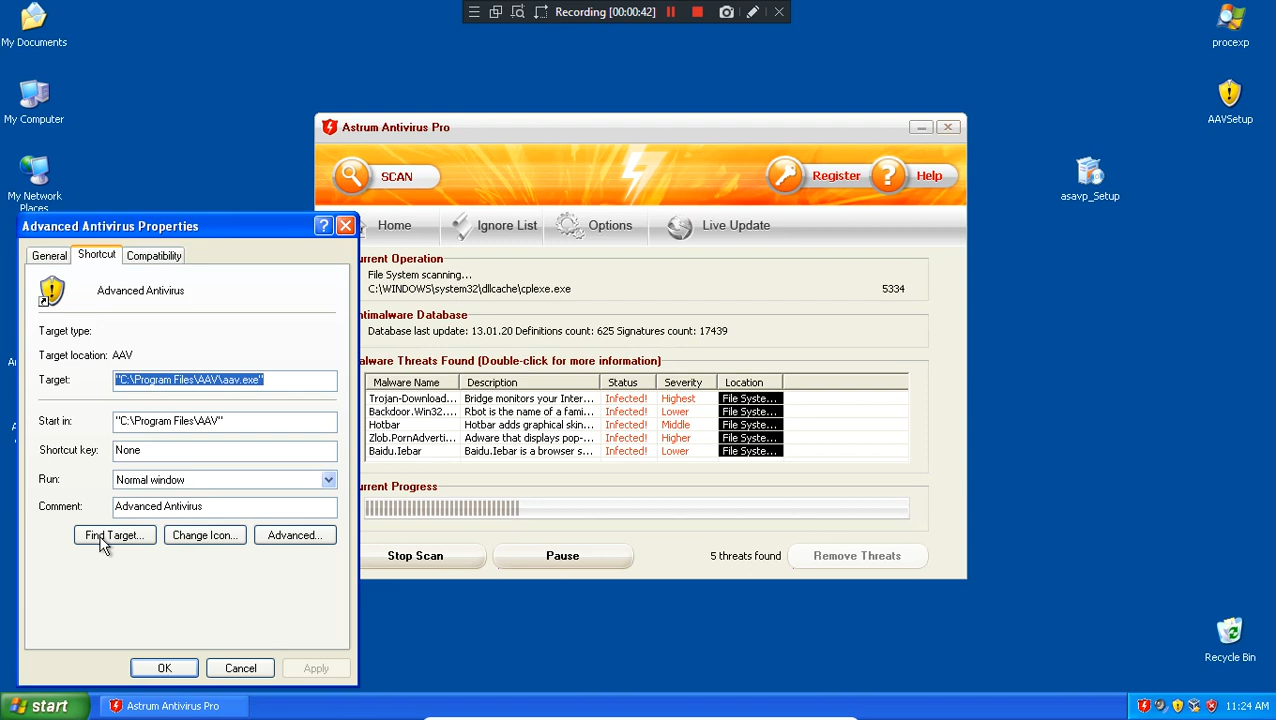 My Documents
My Computer
My Network
Places
Recording [00:00:42]
procexp
AAVSetup
asavp_Setup
Recycle Bin
Astrum Antivirus Pro
SCAN
Register
Help
Home
Ignore List
Options
Live Update
urrent Operation
File System scanning...
C:\WINDOWS\system32\dllcache\cplexe.exe
5334
ntimalware Database
Database last update: 13.01.20 Definitions count: 625 Signatures count: 17439
alware Threats Found (Double-click for more information)
Malware Name Description Status Severity Location
Trojan-Download... Bridge monitors your Inter... Infected! Highest File Syste...
Backdoor.Win32.... Rbot is the name of a fami... Infected! Lower File Syste...
Hotbar Hotbar adds graphical skin... Infected! Middle File Syste...
Zlob.PornAdverti... Adware that displays pop-... Infected! Higher File Syste...
Baidu.Iebar Baidu.Iebar is a browser s... Infected! Lower File Syste...
urrent Progress
Stop Scan
Pause
5 threats found
Remove Threats
Advanced Antivirus Properties
General
Shortcut
Compatibility
Advanced Antivirus
Target type:
Target location: AAV
Target: "C:\Program Files\AAV\aav.exe"
Start in: "C:\Program Files\AAV"
Shortcut key: None
Run: Normal window
Comment: Advanced Antivirus
Find Target...
Change Icon...
Advanced...
OK
Cancel
Apply
start
Astrum Antivirus Pro
11:24 AM